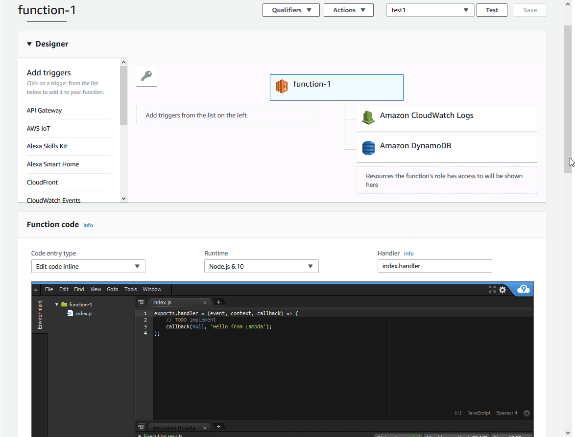 function-1
Qualifiers
Actions
test1
Test
Save
Designer
Add triggers
Click on a trigger from the list
below to add it to your function.
API Gateway
AWS IoT
Alexa Skills Kit
Alexa Smart Home
CloudFront
CloudWatch Events
function-1
Add triggers from the list on the left
Amazon CloudWatch Logs
Amazon DynamoDB
Resources the function's role has access to will be shown
here
Function code Info
Code entry type
Edit code inline
Runtime
Node.js 6.10
Handler Info
index.handler
File Edit Find View Goto Tools Window
Environment
function-1
index.js
index.js
1 exports.handler = (event, context, callback) => {
2 // TODO implement
3 callback(null, 'Hello from Lambda');
4 };
1:1 JavaScript Spaces: 4
Execution Results